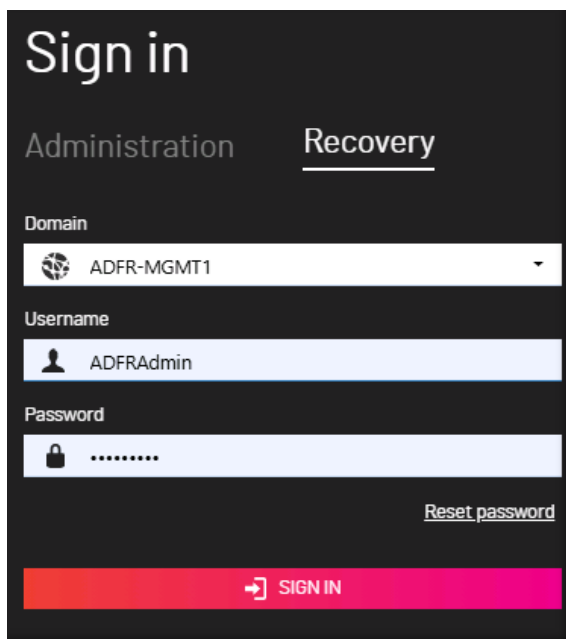 Sign in
Administration Recovery
Domain
ADFR-MGMT1
Username
ADFRAdmin
Password
•••••••••
Reset password
SIGN IN